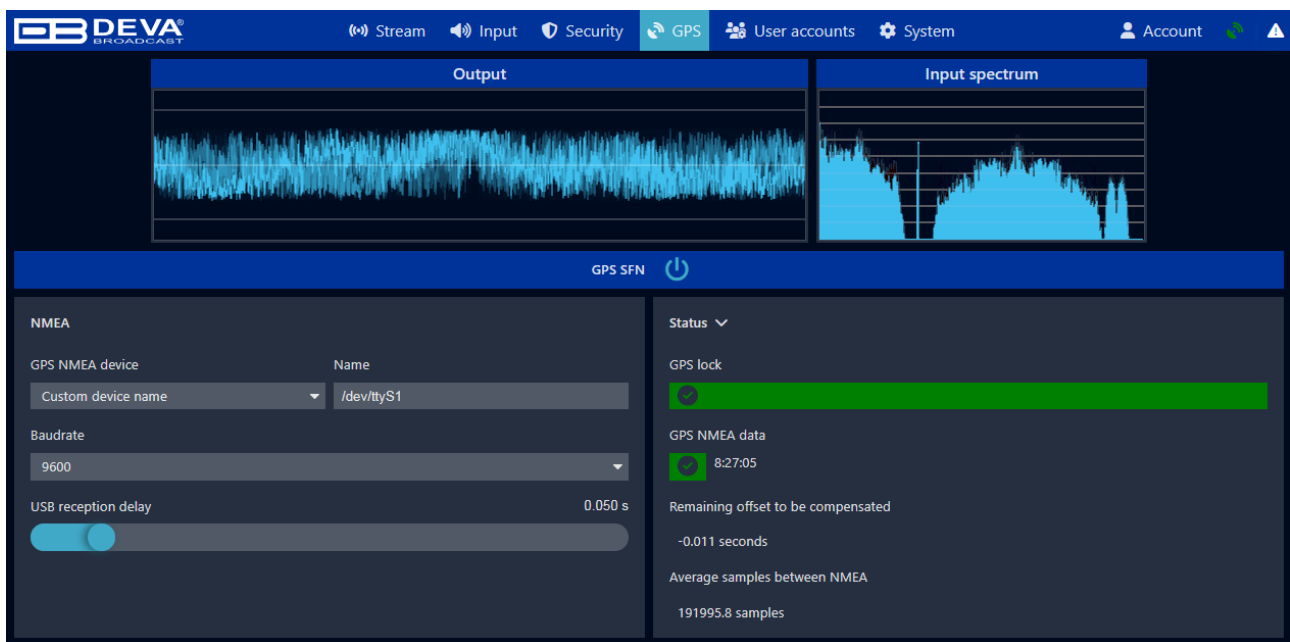 DEVA®
BROADCAST
Stream Input Security GPS User accounts System Account
Output Input spectrum
GPS SFN
NMEA Status
GPS NMEA device Name GPS lock
Custom device name /dev/ttyS1
Baudrate GPS NMEA data
9600 8:27:05
USB reception delay 0.050 s Remaining offset to be compensated
-0.011 seconds
Average samples between NMEA
191995.8 samples